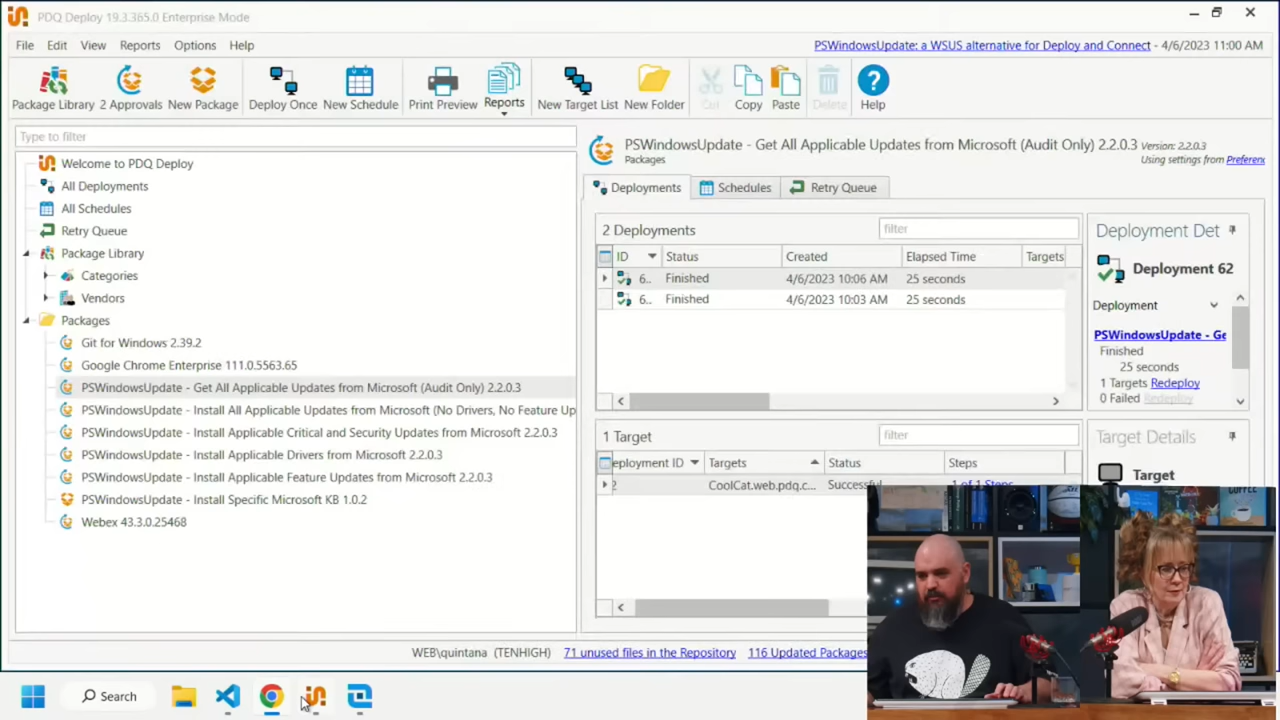 PDQ Deploy 19.3.365.0 Enterprise Mode
File Edit View Reports Options Help
PSWindowsUpdate: a WSUS alternative for Deploy and Connect - 4/6/2023 11:00 AM
Package Library 2 Approvals New Package Deploy Once New Schedule Print Preview Reports New Target List New Folder Cut Copy Paste Delete Help
Type to filter
Welcome to PDQ Deploy
All Deployments
All Schedules
Retry Queue
Package Library
Categories
Vendors
Packages
Git for Windows 2.39.2
Google Chrome Enterprise 111.0.5563.65
PSWindowsUpdate - Get All Applicable Updates from Microsoft (Audit Only) 2.2.0.3
PSWindowsUpdate - Install All Applicable Updates from Microsoft (No Drivers, No Feature Up
PSWindowsUpdate - Install Applicable Critical and Security Updates from Microsoft 2.2.0.3
PSWindowsUpdate - Install Applicable Drivers from Microsoft 2.2.0.3
PSWindowsUpdate - Install Applicable Feature Updates from Microsoft 2.2.0.3
PSWindowsUpdate - Install Specific Microsoft KB 1.0.2
Webex 43.3.0.25468
PSWindowsUpdate - Get All Applicable Updates from Microsoft (Audit Only) 2.2.0.3 Version: 2.2.0.3
Packages Using settings from Preferenc
Deployments Schedules Retry Queue
2 Deployments filter
ID Status Created Elapsed Time Targets
6.. Finished 4/6/2023 10:06 AM 25 seconds
6.. Finished 4/6/2023 10:03 AM 25 seconds
Deployment Det
Deployment 62
Deployment
PSWindowsUpdate - Ge
Finished
25 seconds
1 Targets Redeploy
0 Failed Redeploy
1 Target filter
eployment ID Targets Status Steps
2 CoolCat.web.pdq.c... Successful 1 of 1 Steps
Target Details
Target
WEB\quintana (TENHIGH) 71 unused files in the Repository 116 Updated Packages
Search
COFFEE